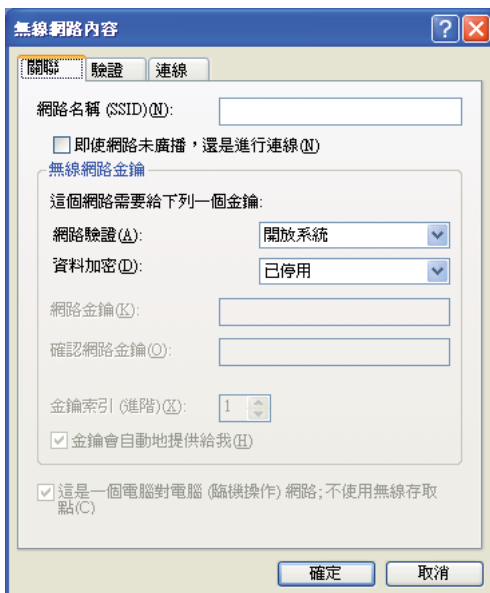 無線網路內容
關聯
驗證
連線
網路名稱 (SSID)(N):
即使網路未廣播，還是進行連線(N)
無線網路金鑰
這個網路需要給下列一個金鑰:
網路驗證(A):
開放系統
資料加密(D):
已停用
網路金鑰(K):
確認網路金鑰(O):
金鑰索引 (進階)(X):
1
金鑰會自動地提供給我(H)
這是一個電腦對電腦 (臨機操作) 網路;不使用無線存取
點(C)
確定
取消